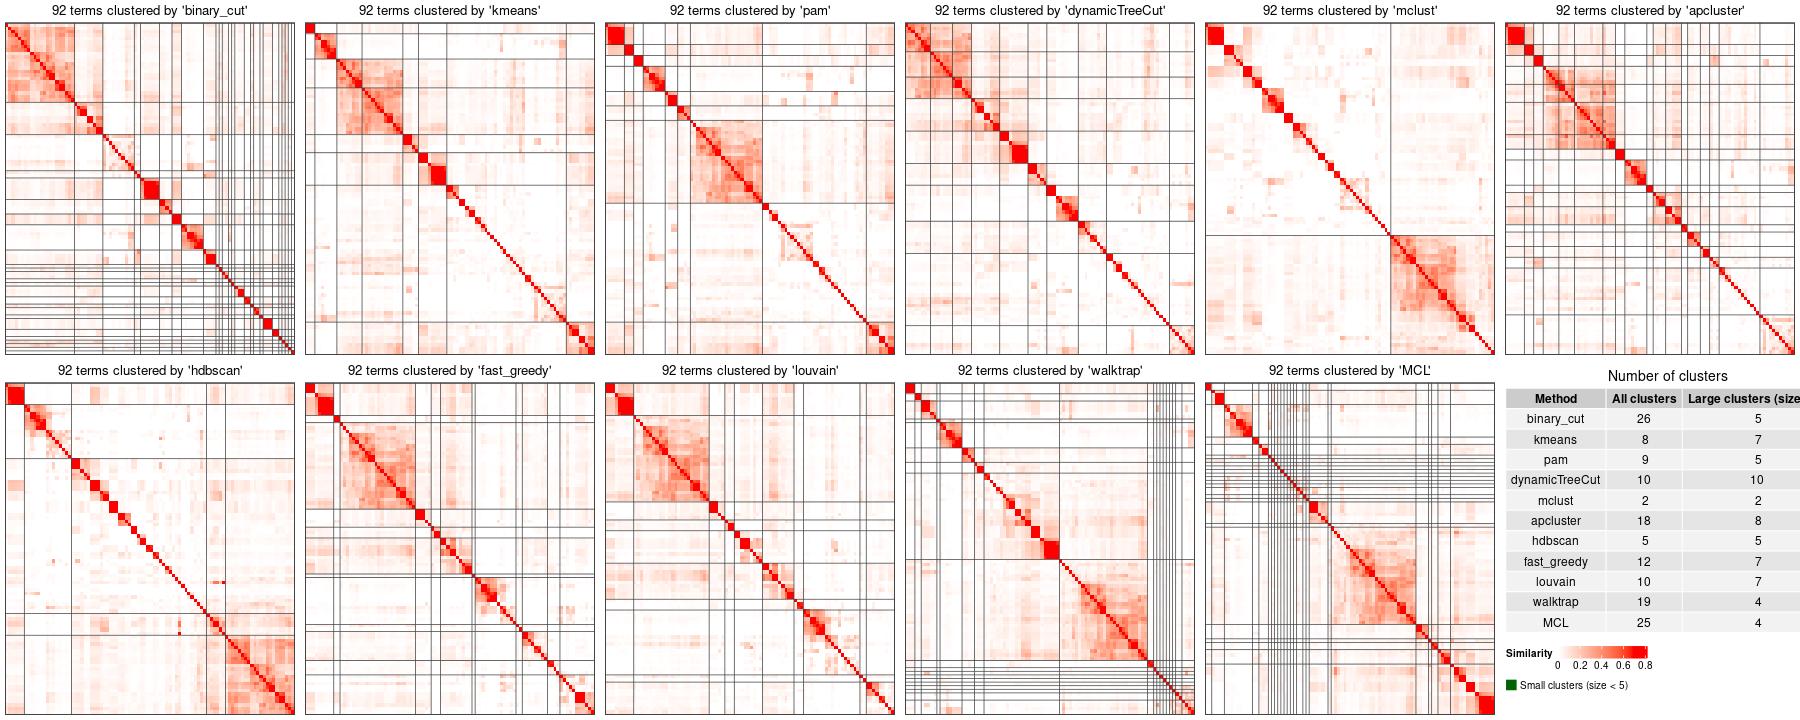 92 terms clustered by 'binary_cut'
92 terms clustered by 'kmeans'
92 terms clustered by 'pam'
92 terms clustered by 'dynamicTreeCut'
92 terms clustered by 'mclust'
92 terms clustered by 'apcluster'
92 terms clustered by 'hdbscan'
92 terms clustered by 'fast_greedy'
92 terms clustered by 'louvain'
92 terms clustered by 'walktrap'
92 terms clustered by 'MCL'
Number of clusters
Method All clusters Large clusters (size
binary_cut 26 5
kmeans 8 7
pam 9 5
dynamicTreeCut 10 10
mclust 2 2
apcluster 18 8
hdbscan 5 5
fast_greedy 12 7
louvain 10 7
walktrap 19 4
MCL 25 4
Similarity
0 0.2 0.4 0.6 0.8
Small clusters (size < 5)